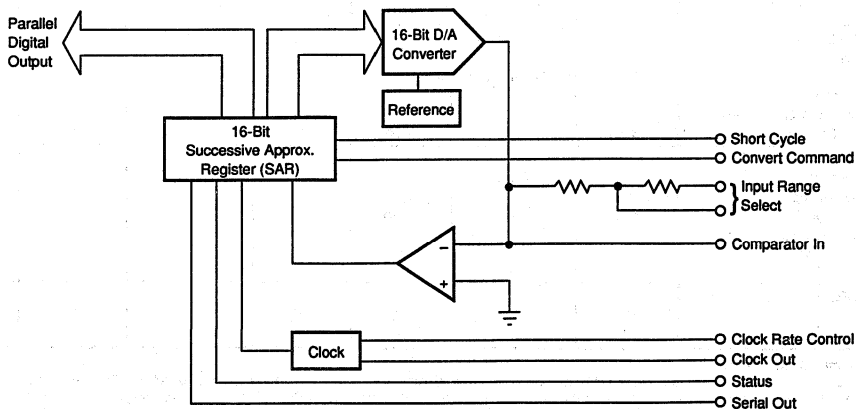 Parallel
Digital
Output
16-Bit D/A
Converter
Reference
16-Bit
Successive Approx.
Register (SAR)
Short Cycle
Convert Command
Input Range
Select
−
+
Comparator In
Clock
Clock Rate Control
Clock Out
Status
Serial Out